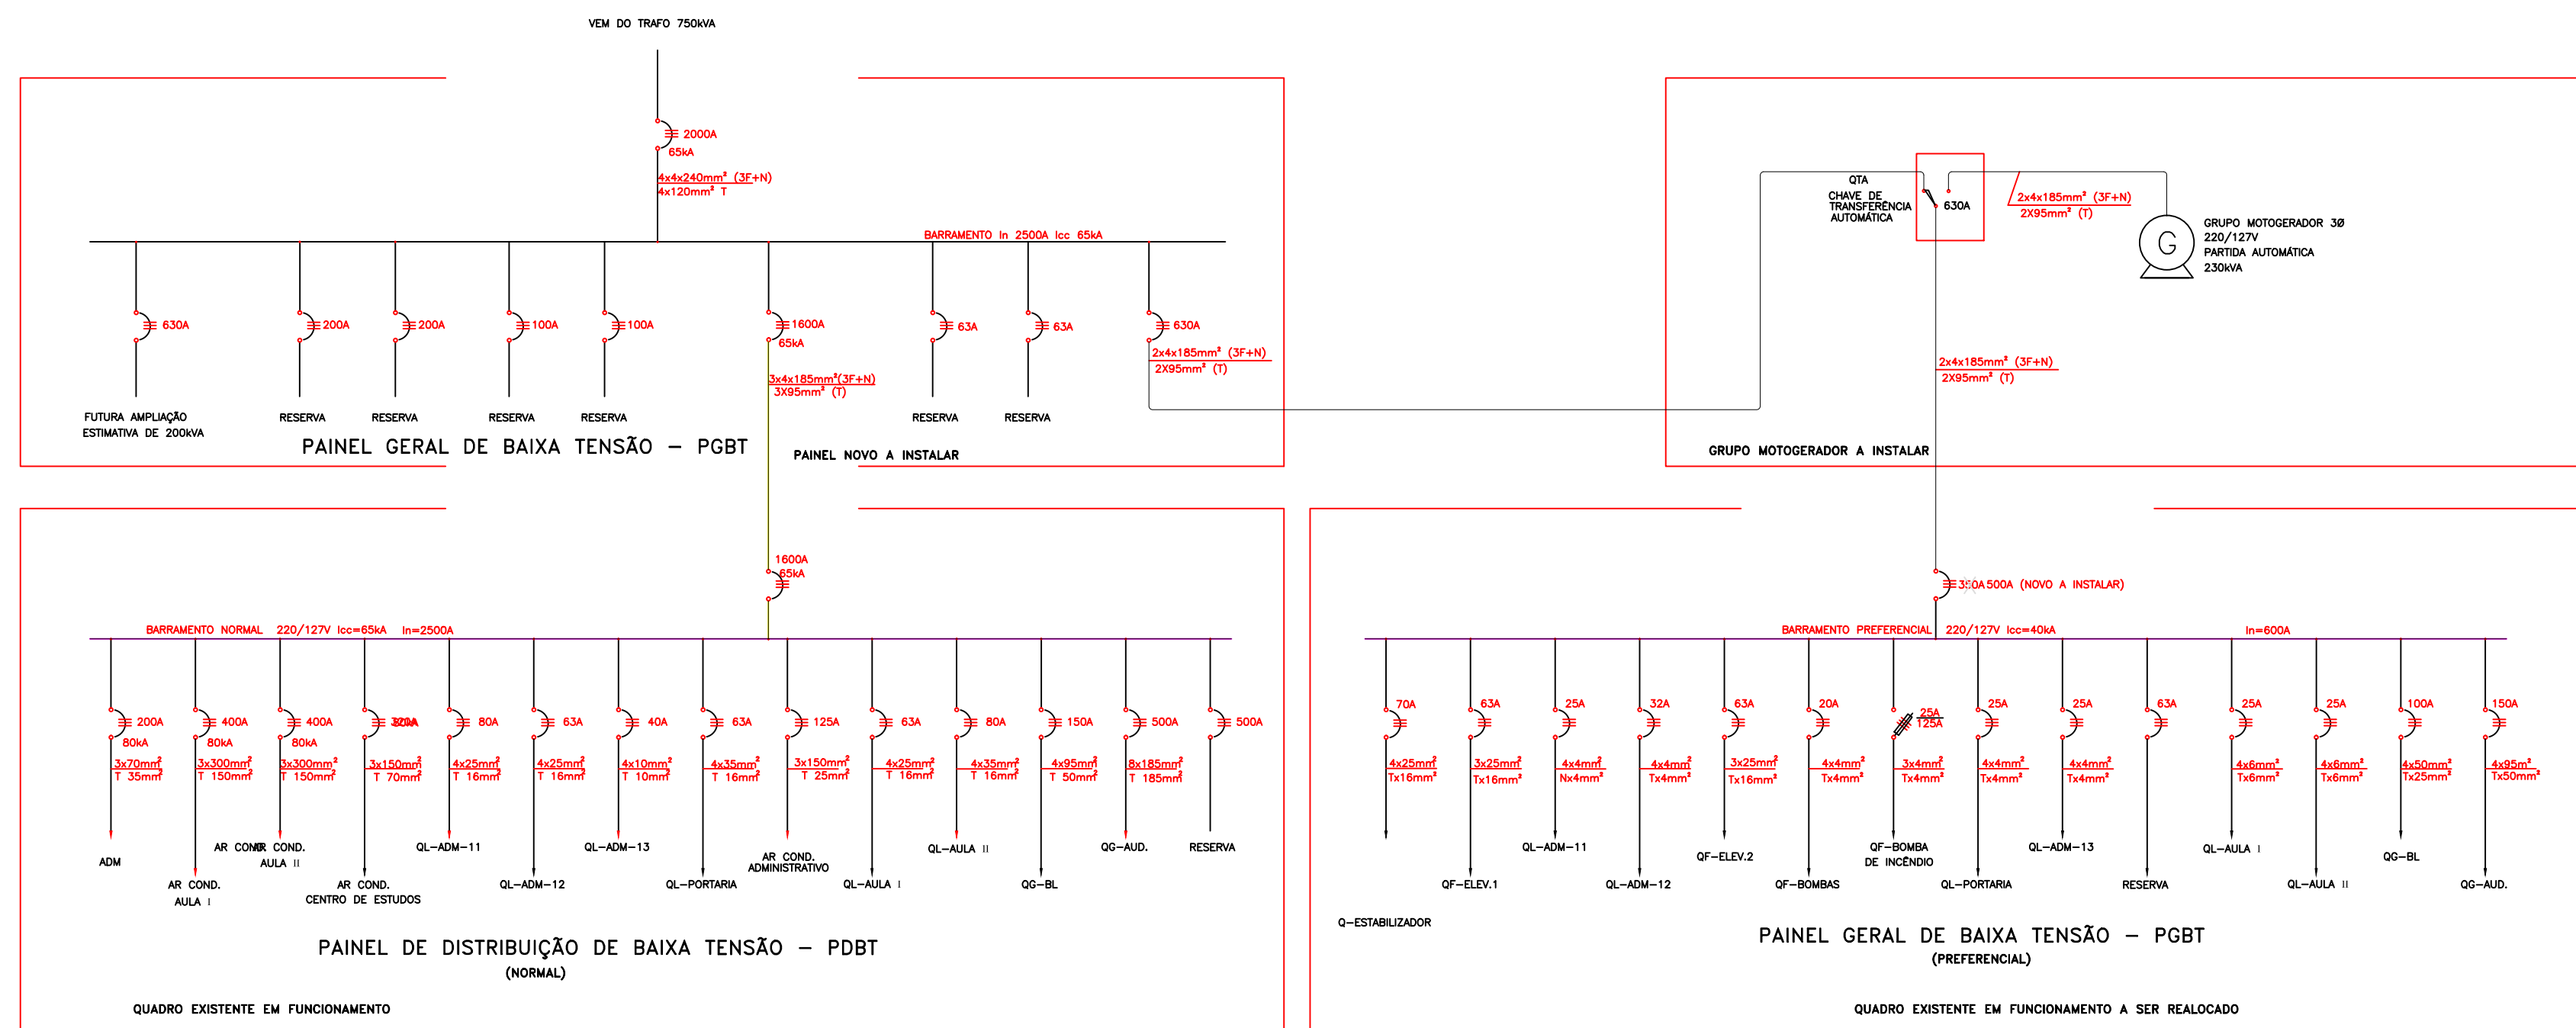 VEM DO TRAFO 750kVA
2000A
65kA
4x4x240mm² (3F+N)
4x120mm² T
BARRAMENTO In 2500A Icc 65kA
630A
200A
200A
100A
100A
1600A
65kA
63A
63A
630A
3x4x185mm²(3F+N)
3X95mm² (T)
2x4x185mm² (3F+N)
2X95mm² (T)
FUTURA AMPLIAÇÃO
ESTIMATIVA DE 200kVA
RESERVA
RESERVA
RESERVA
RESERVA
RESERVA
RESERVA
PAINEL GERAL DE BAIXA TENSÃO - PGBT
PAINEL NOVO A INSTALAR
QTA
CHAVE DE
TRANSFERÊNCIA
AUTOMÁTICA
630A
2x4x185mm² (3F+N)
2X95mm² (T)
G
GRUPO MOTOGERADOR 3Ø
220/127V
PARTIDA AUTOMÁTICA
230kVA
2x4x185mm² (3F+N)
2X95mm² (T)
GRUPO MOTOGERADOR A INSTALAR
1600A
65kA
BARRAMENTO NORMAL 220/127V Icc=65kA In=2500A
200A
80kA
400A
80kA
400A
80kA
80A
63A
40A
63A
125A
63A
80A
150A
500A
500A
3x70mm²
T 35mm²
3x300mm²
T 150mm²
3x300mm²
T 150mm²
3x150mm²
T 70mm²
4x25mm²
T 16mm²
4x25mm²
T 16mm²
4x10mm²
T 10mm²
4x35mm²
T 16mm²
3x150mm²
T 25mm²
4x25mm²
T 16mm²
4x35mm²
T 16mm²
4x95mm²
T 50mm²
8x185mm²
T 185mm²
ADM
AR COND.
AULA I
AR COND.
AR COND.
AULA II
AR COND.
CENTRO DE ESTUDOS
QL-ADM-11
QL-ADM-12
QL-ADM-13
QL-PORTARIA
AR COND.
ADMINISTRATIVO
QL-AULA I
QL-AULA II
QG-BL
QG-AUD.
RESERVA
PAINEL DE DISTRIBUIÇÃO DE BAIXA TENSÃO - PDBT
(NORMAL)
QUADRO EXISTENTE EM FUNCIONAMENTO
350A 500A (NOVO A INSTALAR)
BARRAMENTO PREFERENCIAL 220/127V Icc=40kA In=600A
70A
63A
25A
32A
63A
20A
25A
125A
25A
25A
63A
25A
25A
100A
150A
4x25mm²
Tx16mm²
3x25mm²
Tx16mm²
4x4mm²
Nx4mm²
4x4mm²
Tx4mm²
3x25mm²
Tx16mm²
4x4mm²
Tx4mm²
3x4mm²
Tx4mm²
4x4mm²
Tx4mm²
4x4mm²
Tx4mm²
4x6mm²
Tx6mm²
4x6mm²
Tx6mm²
4x50mm²
Tx25mm²
4x95m²
Tx50mm²
Q-ESTABILIZADOR
QF-ELEV.1
QL-ADM-11
QL-ADM-12
QF-ELEV.2
QF-BOMBAS
QF-BOMBA
DE INCÊNDIO
QL-PORTARIA
QL-ADM-13
RESERVA
QL-AULA I
QL-AULA II
QG-BL
QG-AUD.
PAINEL GERAL DE BAIXA TENSÃO - PGBT
(PREFERENCIAL)
QUADRO EXISTENTE EM FUNCIONAMENTO A SER REALOCADO